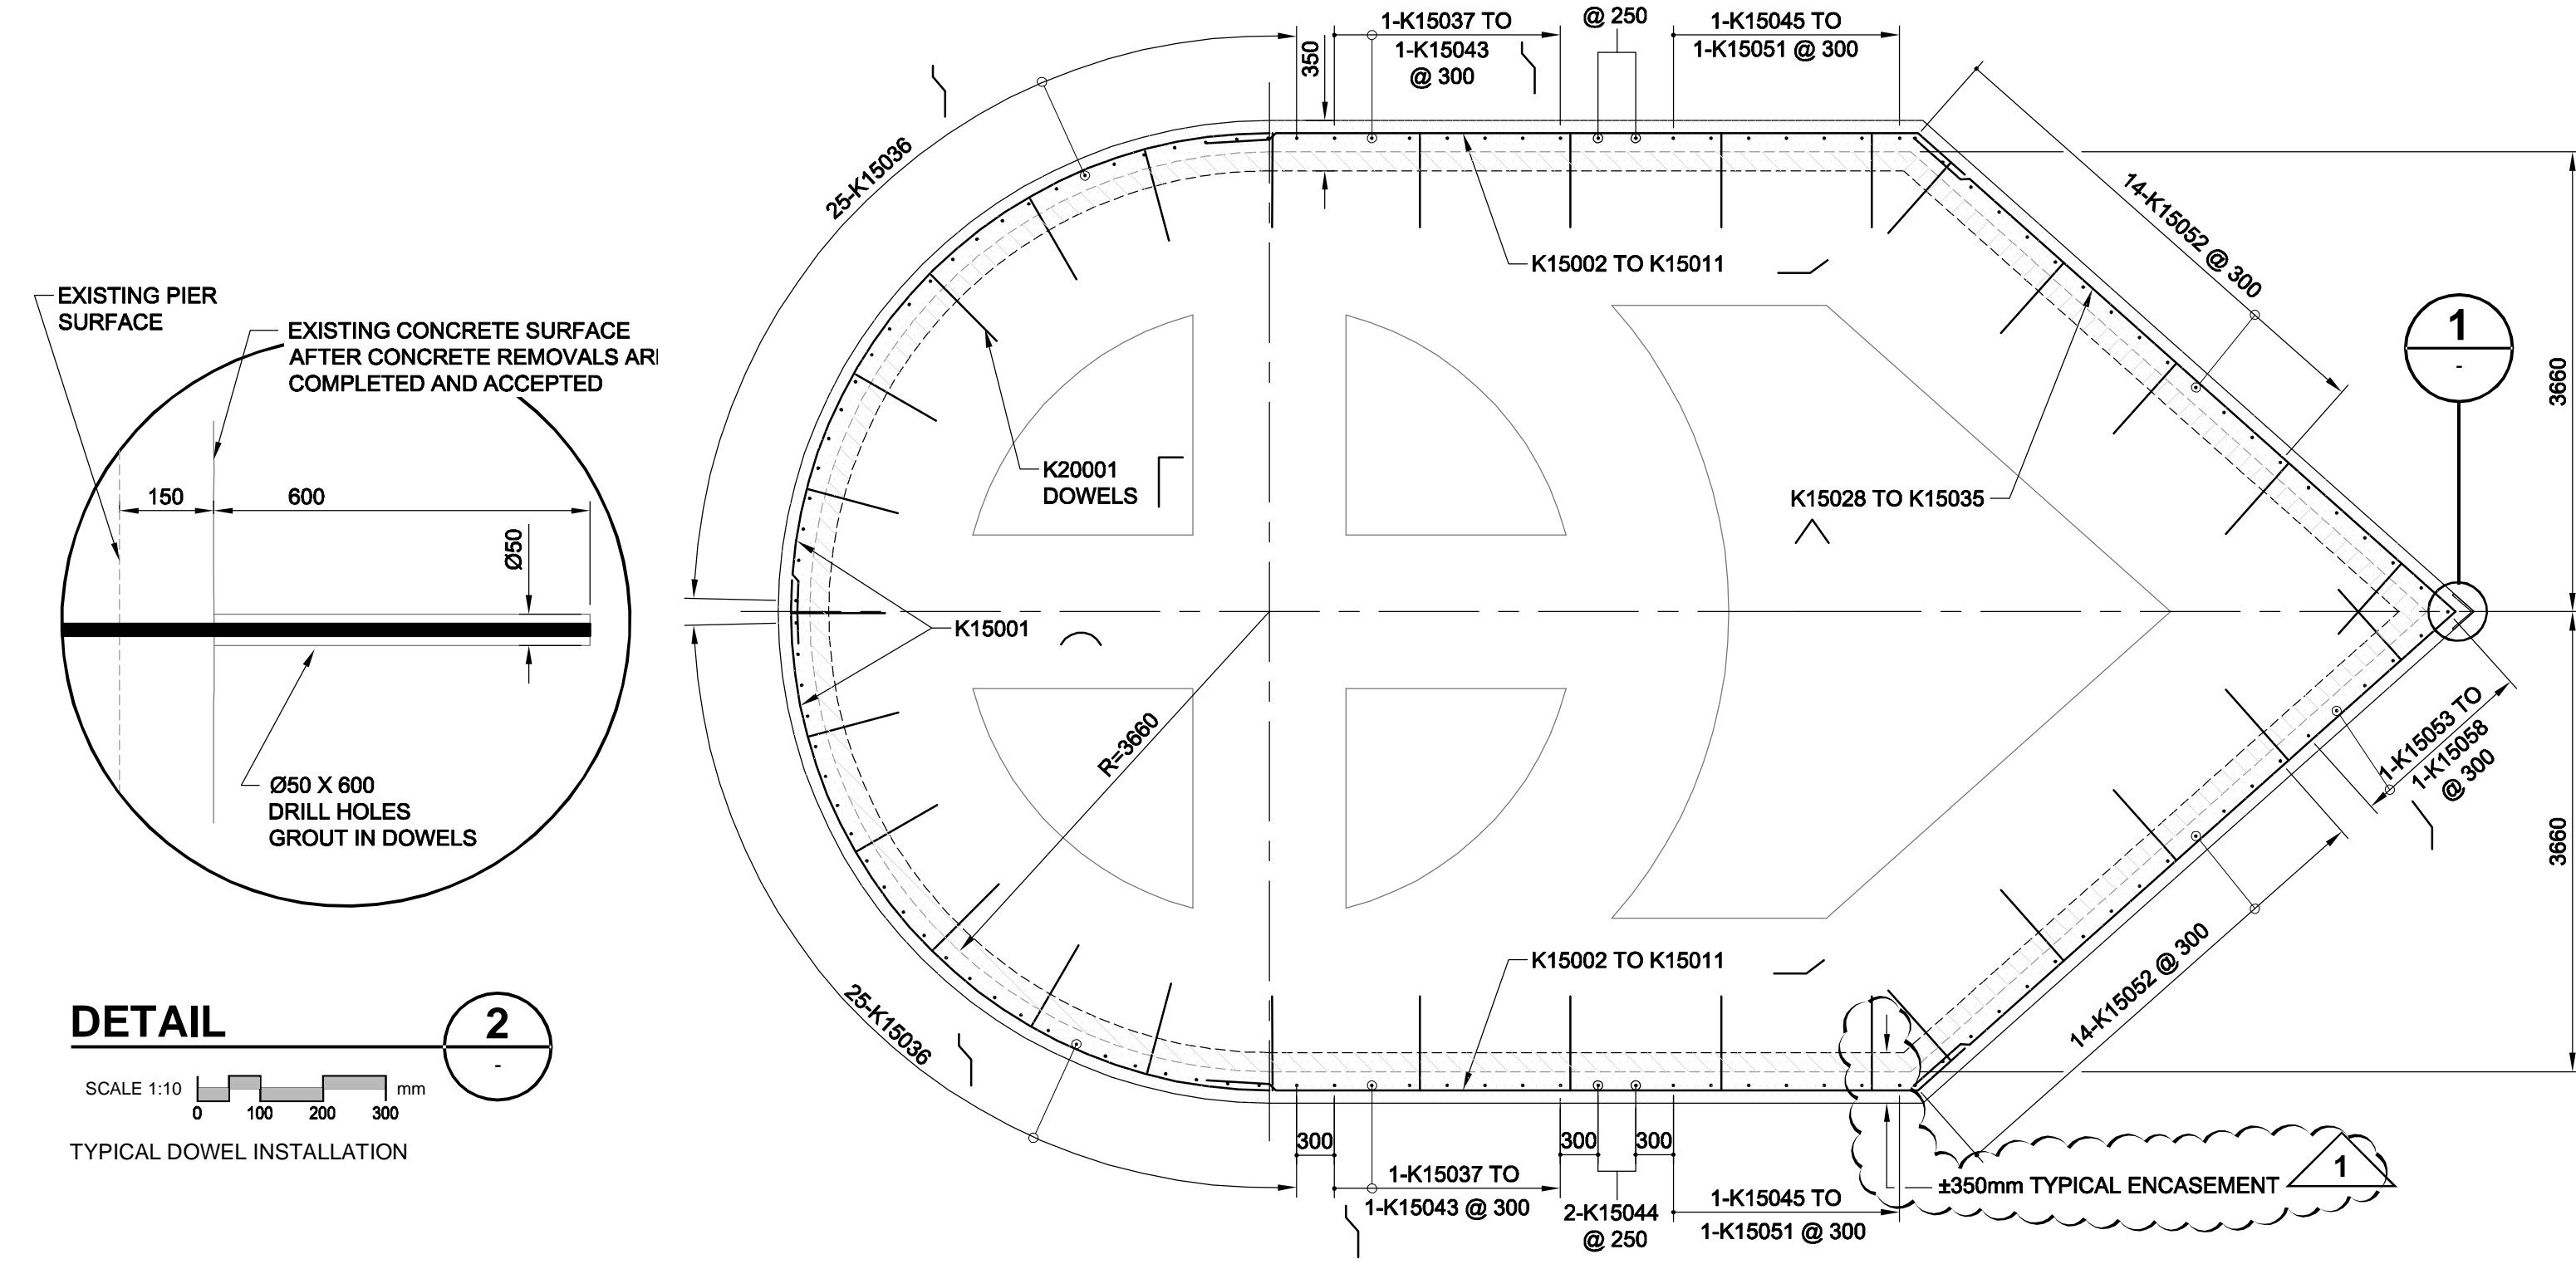 EXISTING PIER
SURFACE
EXISTING CONCRETE SURFACE
AFTER CONCRETE REMOVALS
COMPLETED AND ACCEPTED
150
600
Ø50
Ø50 X 600
DRILL HOLES
GROUT IN DOWELS
DETAIL
2
-
SCALE 1:10
mm
0
100
200
300
TYPICAL DOWEL INSTALLATION
25-K15036
350
1-K15037 TO
1-K15043
@ 300
@ 250
1-K15045 TO
1-K15051 @ 300
14-K15052 @ 300
3660
1
-
K15002 TO K15011
K20001
DOWELS
K15028 TO K15035
K15001
R=3660
1-K15053 TO
1-K15058
@ 300
3660
K15002 TO K15011
14-K15052 @ 300
25-K15036
300
300
300
1-K15037 TO
1-K15043 @ 300
2-K15044
@ 250
1-K15045 TO
1-K15051 @ 300
±350mm TYPICAL ENCASEMENT
1